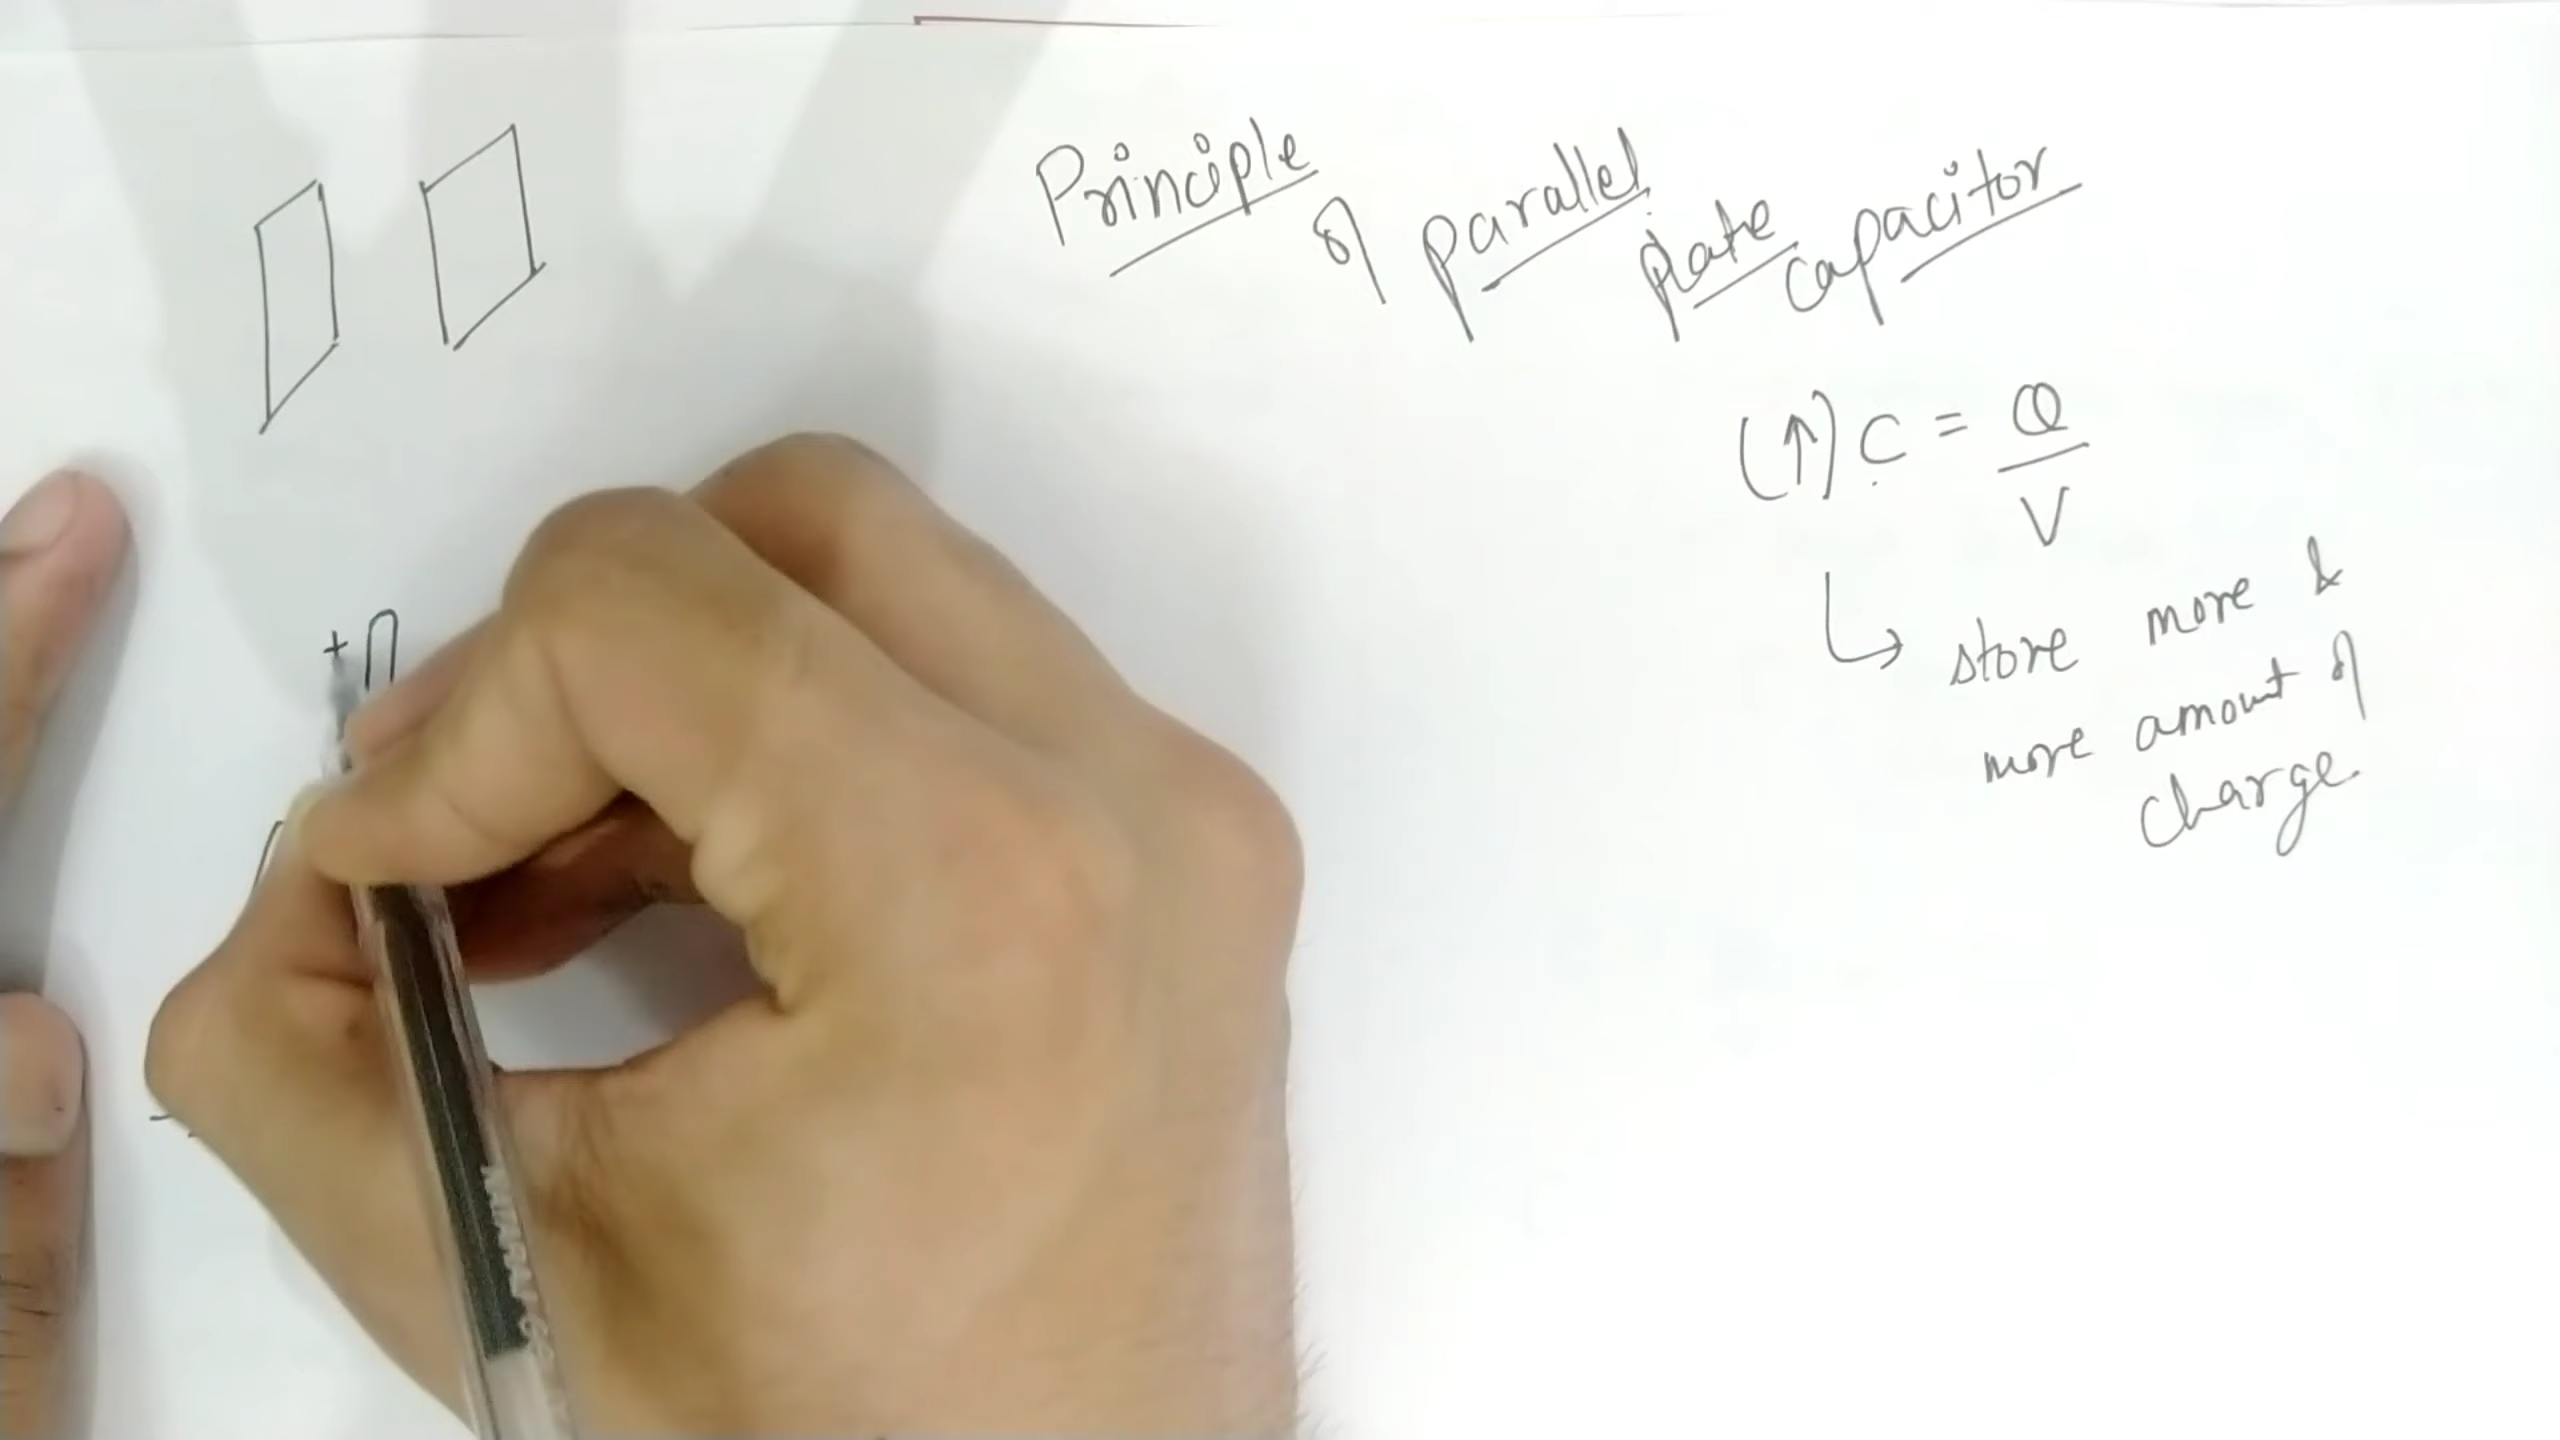 Principle of parallel plate capacitor
(↑) C = Q/V
↳ store more &
more amount of
charge
+